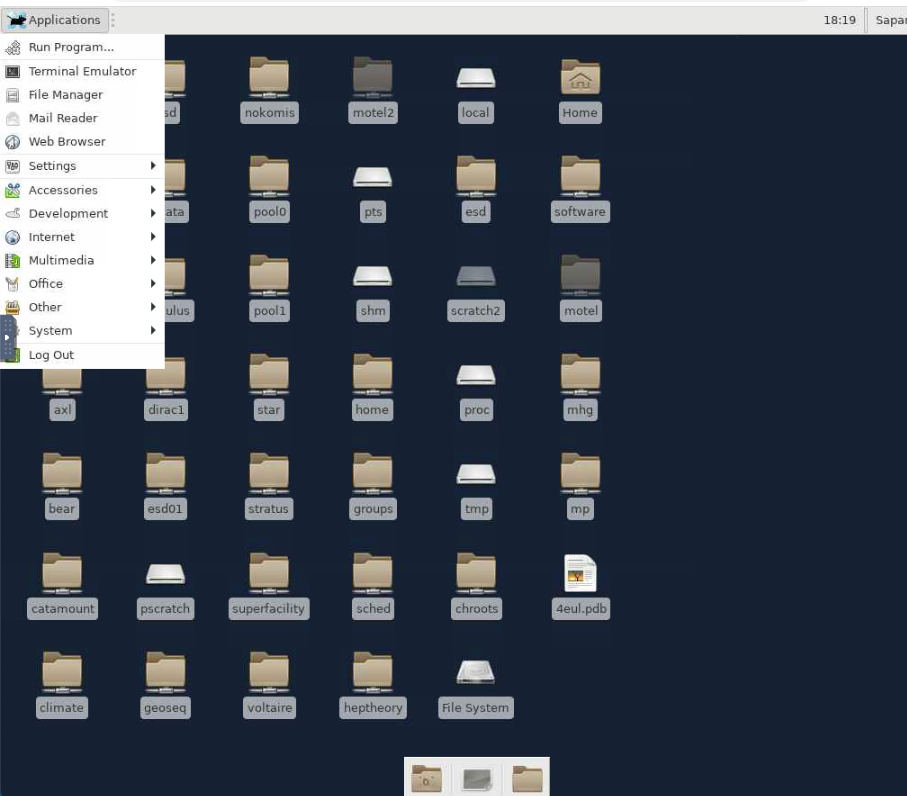 Applications
18:19
Sapar
Run Program...
Terminal Emulator
File Manager
Mail Reader
Web Browser
Settings
Accessories
Development
Internet
Multimedia
Office
Other
System
Log Out
sd
nokomis
motel2
local
Home
ata
pool0
pts
esd
software
ulus
pool1
shm
scratch2
motel
axl
dirac1
star
home
proc
mhg
bear
esd01
stratus
groups
tmp
mp
catamount
pscratch
superfacility
sched
chroots
4eul.pdb
climate
geoseq
voltaire
heptheory
File System